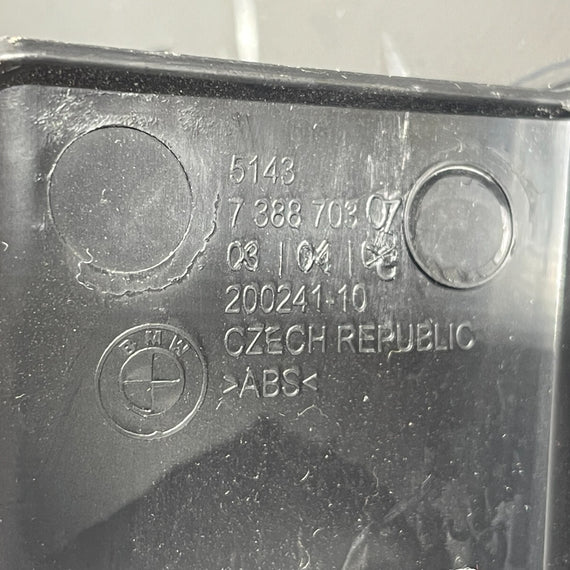 5143
7 388 703 07
03 | 04 |
200241-10
CZECH REPUBLIC
>ABS<
BMW